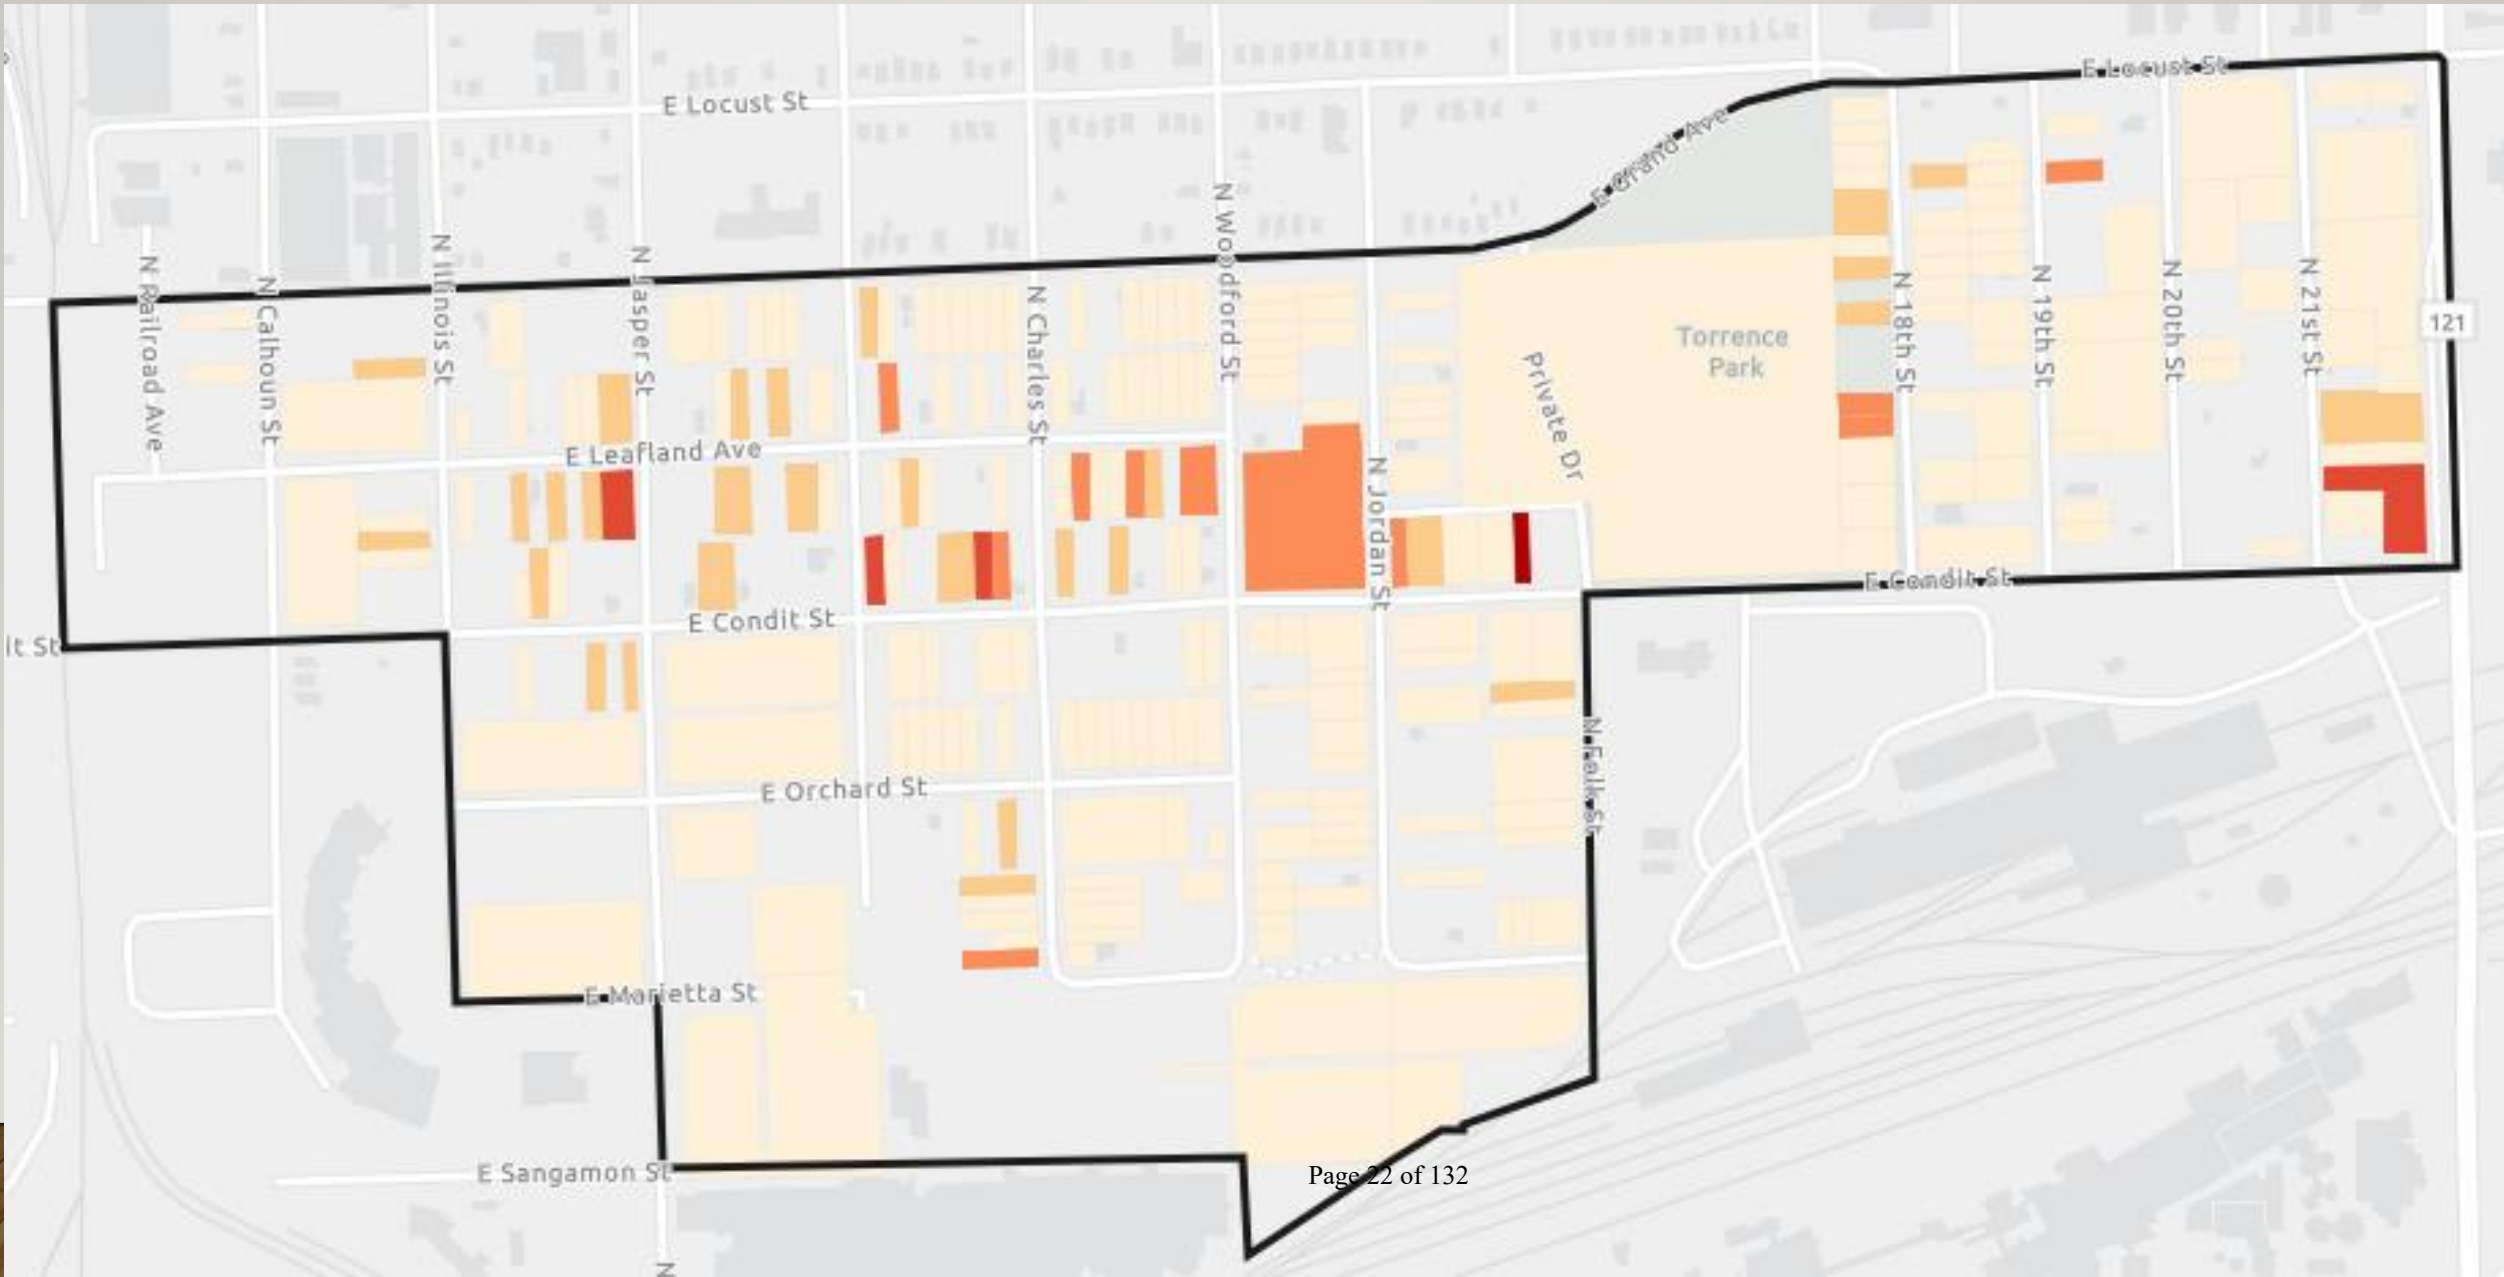 E Locust St
E Locust St
E Grand Ave
N Railroad Ave
N Calhoun St
N Illinois St
N Jasper St
N Charles St
N Woodford St
N Jordan St
Private Dr
Torrence
Park
N 18th St
N 19th St
N 20th St
N 21st St
121
E Leafland Ave
E Condit St
E Condit St
it St
N Folk St
E Orchard St
E Marietta St
E Sangamon St
Page 22 of 132
N